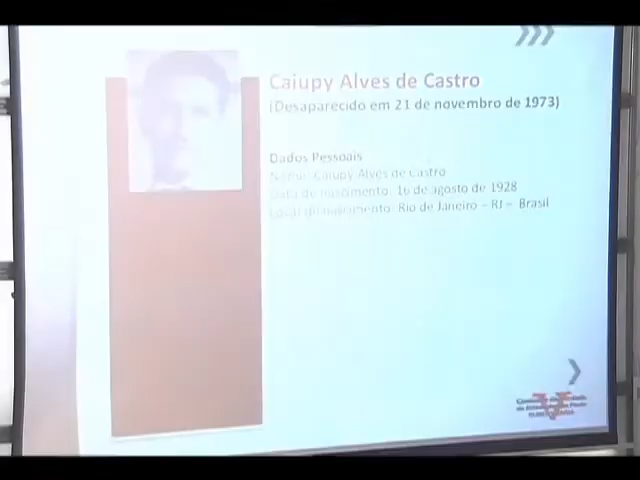 Caiupy Alves de Castro
(Desaparecido em 21 de novembro de 1973)
Dados Pessoais
Nome: Caiupy Alves de Castro
Data de nascimento: 16 de agosto de 1928
Local de nascimento: Rio de Janeiro – RJ – Brasil